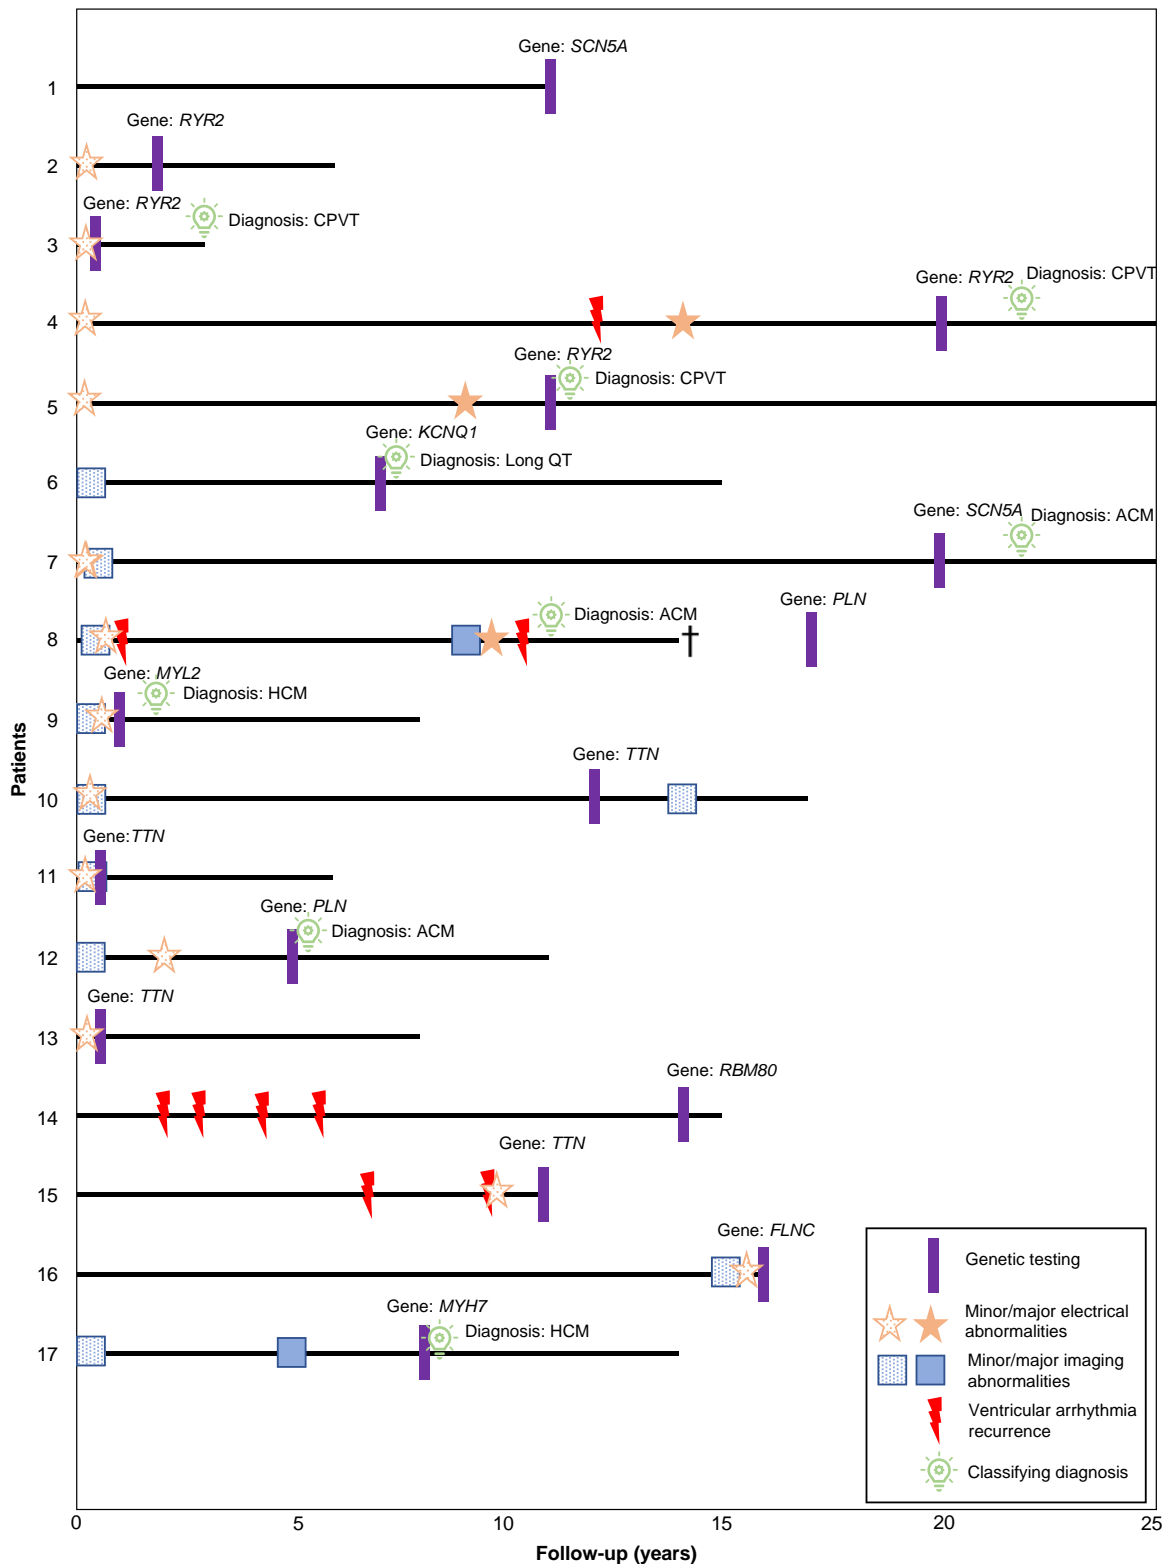 Gene: SCN5A
1
Gene: RYR2
2
Gene: RYR2
Diagnosis: CPVT
3
Gene: RYR2
Diagnosis: CPVT
4
Gene: RYR2
Diagnosis: CPVT
5
Gene: KCNQ1
Diagnosis: Long QT
6
Gene: SCN5A
Diagnosis: ACM
7
Gene: PLN
Diagnosis: ACM
8
†
Gene: MYL2
Diagnosis: HCM
9
Gene: TTN
10
Gene:TTN
11
Gene: PLN
Diagnosis: ACM
12
Gene: TTN
13
Gene: RBM80
14
Gene: TTN
15
Gene: FLNC
16
Gene: MYH7
Diagnosis: HCM
17
Patients
Genetic testing
Minor/major electrical
abnormalities
Minor/major imaging
abnormalities
Ventricular arrhythmia
recurrence
Classifying diagnosis
0 5 10 15 20 25
Follow-up (years)